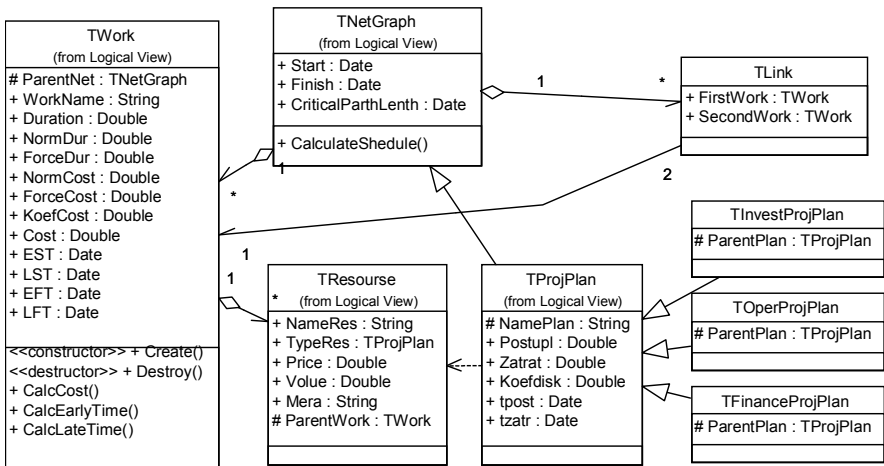 TWork
(from Logical View)
# ParentNet : TNetGraph
+ WorkName : String
+ Duration : Double
+ NormDur : Double
+ ForceDur : Double
+ NormCost : Double
+ ForceCost : Double
+ KoefCost : Double
+ Cost : Double
+ EST : Date
+ LST : Date
+ EFT : Date
+ LFT : Date
<<constructor>> + Create()
<<destructor>> + Destroy()
+ CalcCost()
+ CalcEarlyTime()
+ CalcLateTime()
TNetGraph
(from Logical View)
+ Start : Date
+ Finish : Date
+ CriticalParthLenth : Date
+ CalculateShedule()
1
*
1
*
TLink
+ FirstWork : TWork
+ SecondWork : TWork
2
1
1
*
TResourse
(from Logical View)
+ NameRes : String
+ TypeRes : TProjPlan
+ Price : Double
+ Volue : Double
+ Mera : String
# ParentWork : TWork
TProjPlan
(from Logical View)
# NamePlan : String
+ Postupl : Double
+ Zatrat : Double
+ Koefdisk : Double
+ tpost : Date
+ tzatr : Date
TInvestProjPlan
# ParentPlan : TProjPlan
TOperProjPlan
# ParentPlan : TProjPlan
TFinanceProjPlan
# ParentPlan : TProjPlan